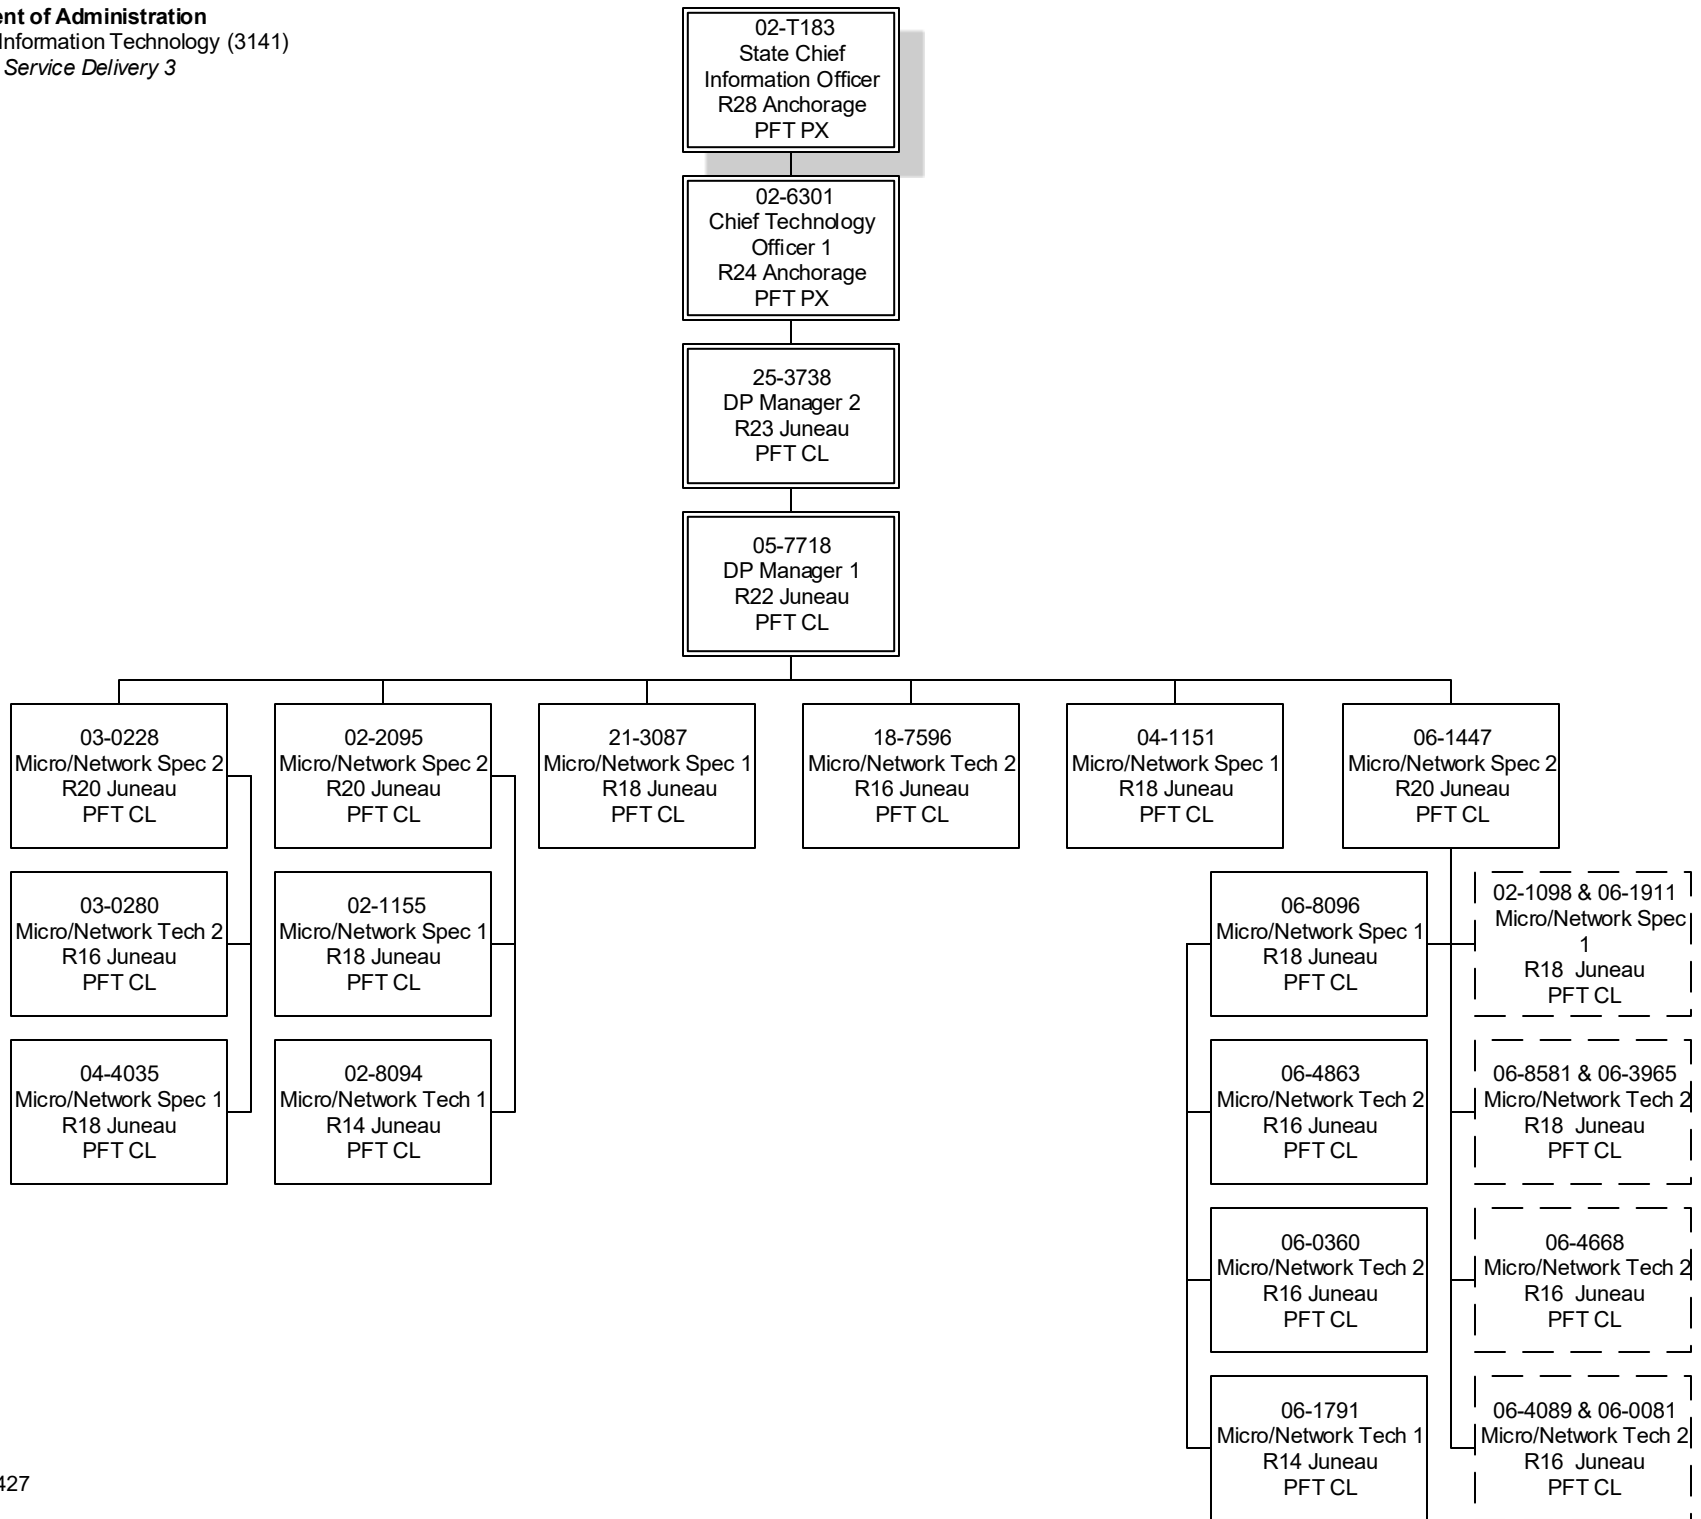 ent of Administration
Information Technology (3141)
Service Delivery 3
02-T183
State Chief
Information Officer
R28 Anchorage
PFT PX
02-6301
Chief Technology
Officer 1
R24 Anchorage
PFT PX
25-3738
DP Manager 2
R23 Juneau
PFT CL
05-7718
DP Manager 1
R22 Juneau
PFT CL
03-0228
Micro/Network Spec 2
R20 Juneau
PFT CL
02-2095
Micro/Network Spec 2
R20 Juneau
PFT CL
21-3087
Micro/Network Spec 1
R18 Juneau
PFT CL
18-7596
Micro/Network Tech 2
R16 Juneau
PFT CL
04-1151
Micro/Network Spec 1
R18 Juneau
PFT CL
06-1447
Micro/Network Spec 2
R20 Juneau
PFT CL
03-0280
Micro/Network Tech 2
R16 Juneau
PFT CL
02-1155
Micro/Network Spec 1
R18 Juneau
PFT CL
06-8096
Micro/Network Spec 1
R18 Juneau
PFT CL
02-1098 & 06-1911
Micro/Network Spec
1
R18 Juneau
PFT CL
04-4035
Micro/Network Spec 1
R18 Juneau
PFT CL
02-8094
Micro/Network Tech 1
R14 Juneau
PFT CL
06-4863
Micro/Network Tech 2
R16 Juneau
PFT CL
06-8581 & 06-3965
Micro/Network Tech 2
R18 Juneau
PFT CL
06-0360
Micro/Network Tech 2
R16 Juneau
PFT CL
06-4668
Micro/Network Tech 2
R16 Juneau
PFT CL
06-1791
Micro/Network Tech 1
R14 Juneau
PFT CL
06-4089 & 06-0081
Micro/Network Tech 2
R16 Juneau
PFT CL
427